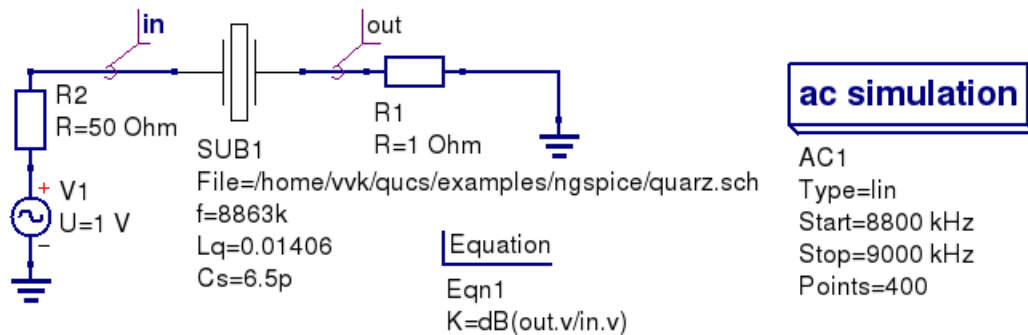 in
out
R2
R=50 Ohm
V1
U=1 V
SUB1
File=/home/vvk/qucs/examples/ngspice/quarz.sch
f=8863k
Lq=0.01406
Cs=6.5p
R1
R=1 Ohm
Equation
Eqn1
K=dB(out.v/in.v)
ac simulation
AC1
Type=lin
Start=8800 kHz
Stop=9000 kHz
Points=400